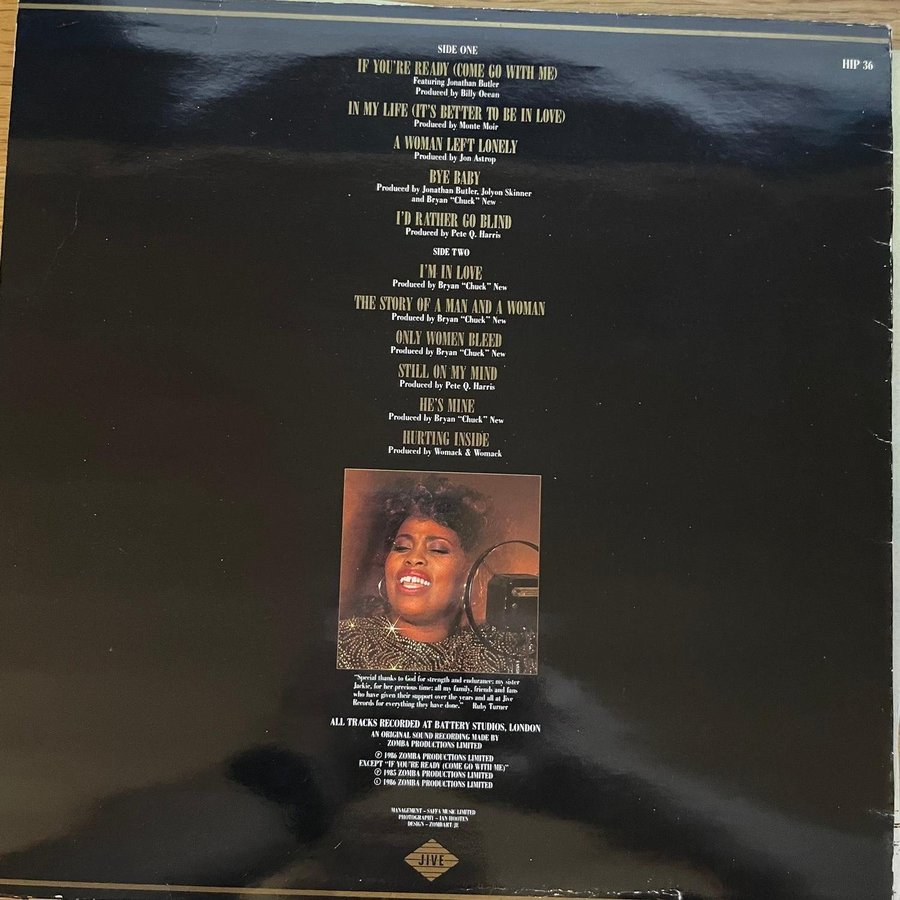 HIP 36
SIDE ONE
IF YOU'RE READY (COME GO WITH ME)
Featuring Jonathan Butler
Produced by Billy Ocean
IN MY LIFE (IT'S BETTER TO BE IN LOVE)
Produced by Monte Moir
A WOMAN LEFT LONELY
Produced by Jon Astrop
BYE BABY
Produced by Jonathan Butler, Jolyon Skinner
and Bryan "Chuck" New
I'D RATHER GO BLIND
Produced by Pete Q. Harris
SIDE TWO
I'M IN LOVE
Produced by Bryan "Chuck" New
THE STORY OF A MAN AND A WOMAN
Produced by Bryan "Chuck" New
ONLY WOMEN BLEED
Produced by Bryan "Chuck" New
STILL ON MY MIND
Produced by Pete Q. Harris
HE'S MINE
Produced by Bryan "Chuck" New
HURTING INSIDE
Produced by Womack & Womack
"Special thanks to God for strength and endurance; my sister
Jackie, for her precious time; all my family, friends and fans
who have given their support over the years and all at Jive
Records for everything they have done." Ruby Turner
ALL TRACKS RECORDED AT BATTERY STUDIOS, LONDON
AN ORIGINAL SOUND RECORDING MADE BY
ZOMBA PRODUCTIONS LIMITED
℗ 1986 ZOMBA PRODUCTIONS LIMITED
EXCEPT "IF YOU'RE READY (COME GO WITH ME)"
℗ 1985 ZOMBA PRODUCTIONS LIMITED
© 1986 ZOMBA PRODUCTIONS LIMITED
MANAGEMENT – SAFFA MUSIC LIMITED
PHOTOGRAPHY – IAN HOOTEN
DESIGN – ZOMBART JE
JIVE